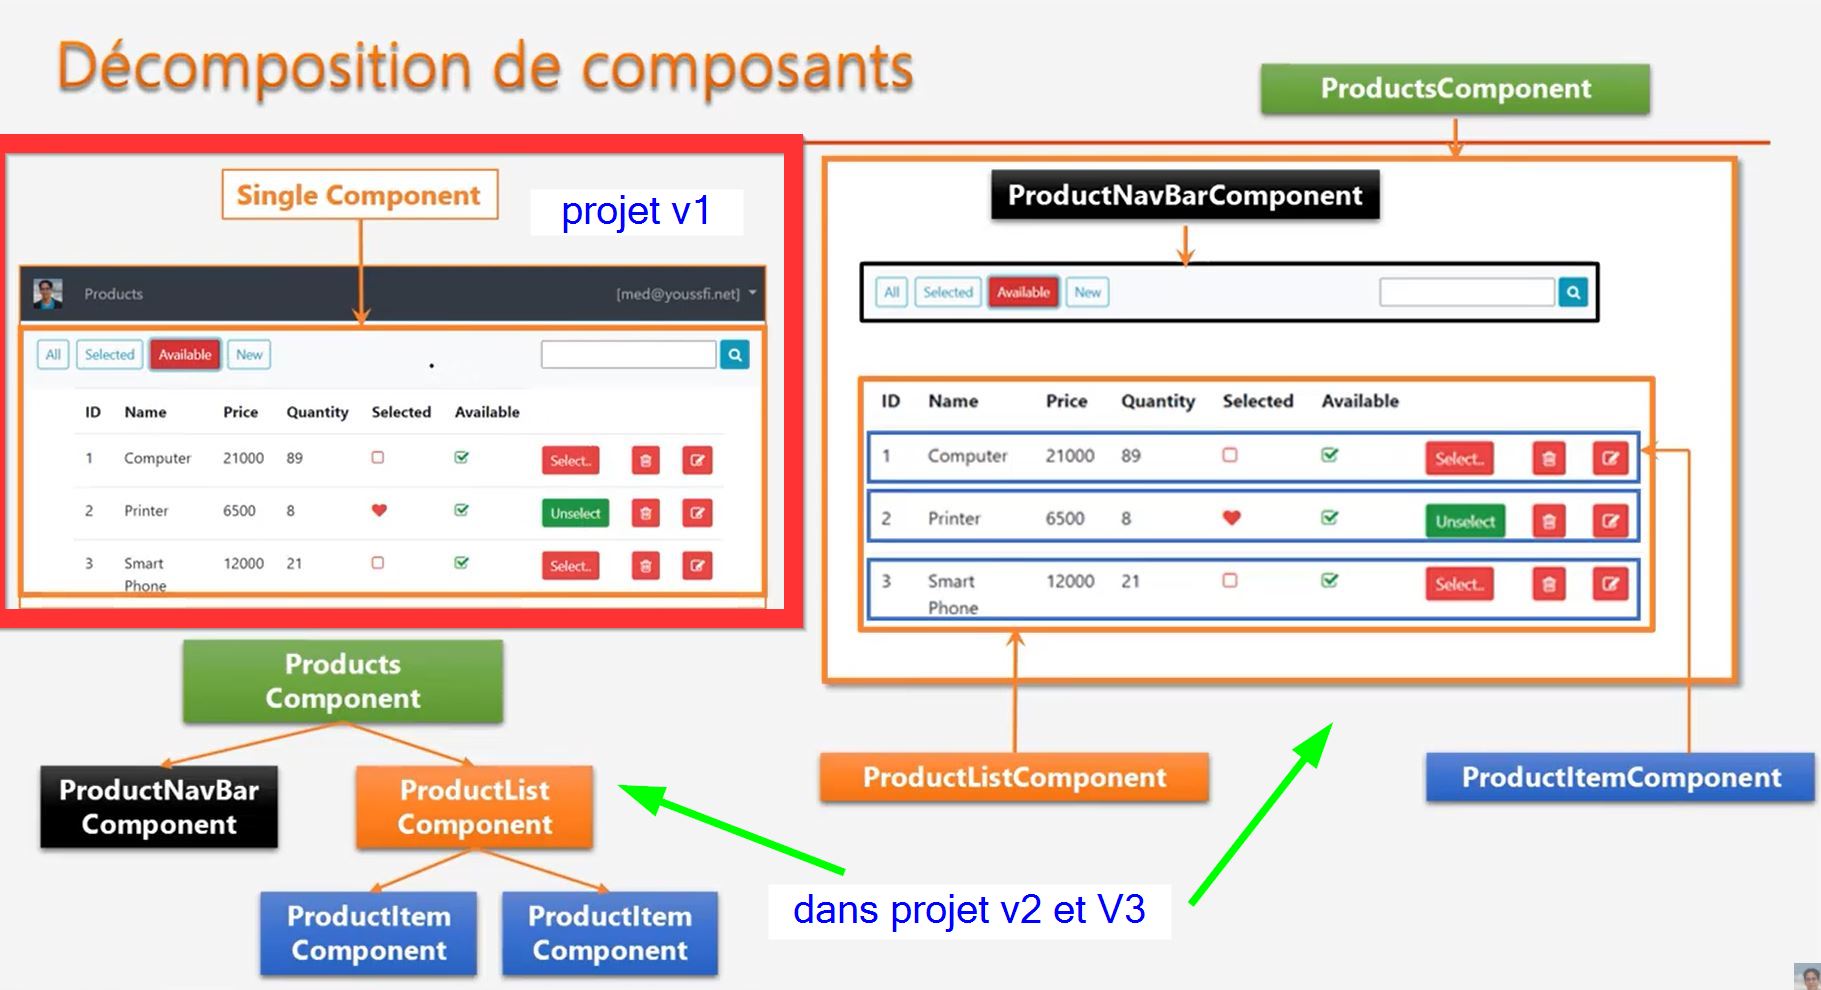 Décomposition de composants
ProductsComponent
Single Component
projet v1
Products
[med@youssfi.net]
All Selected Available New
ID Name Price Quantity Selected Available
1 Computer 21000 89 Select..
2 Printer 6500 8 Unselect
3 Smart 12000 21 Select..
Phone
ProductNavBarComponent
All Selected Available New
ID Name Price Quantity Selected Available
1 Computer 21000 89 Select..
2 Printer 6500 8 Unselect
3 Smart 12000 21 Select..
Phone
Products
Component
ProductNavBar
Component
ProductList
Component
ProductItem
Component
ProductItem
Component
ProductListComponent
ProductItemComponent
dans projet v2 et V3